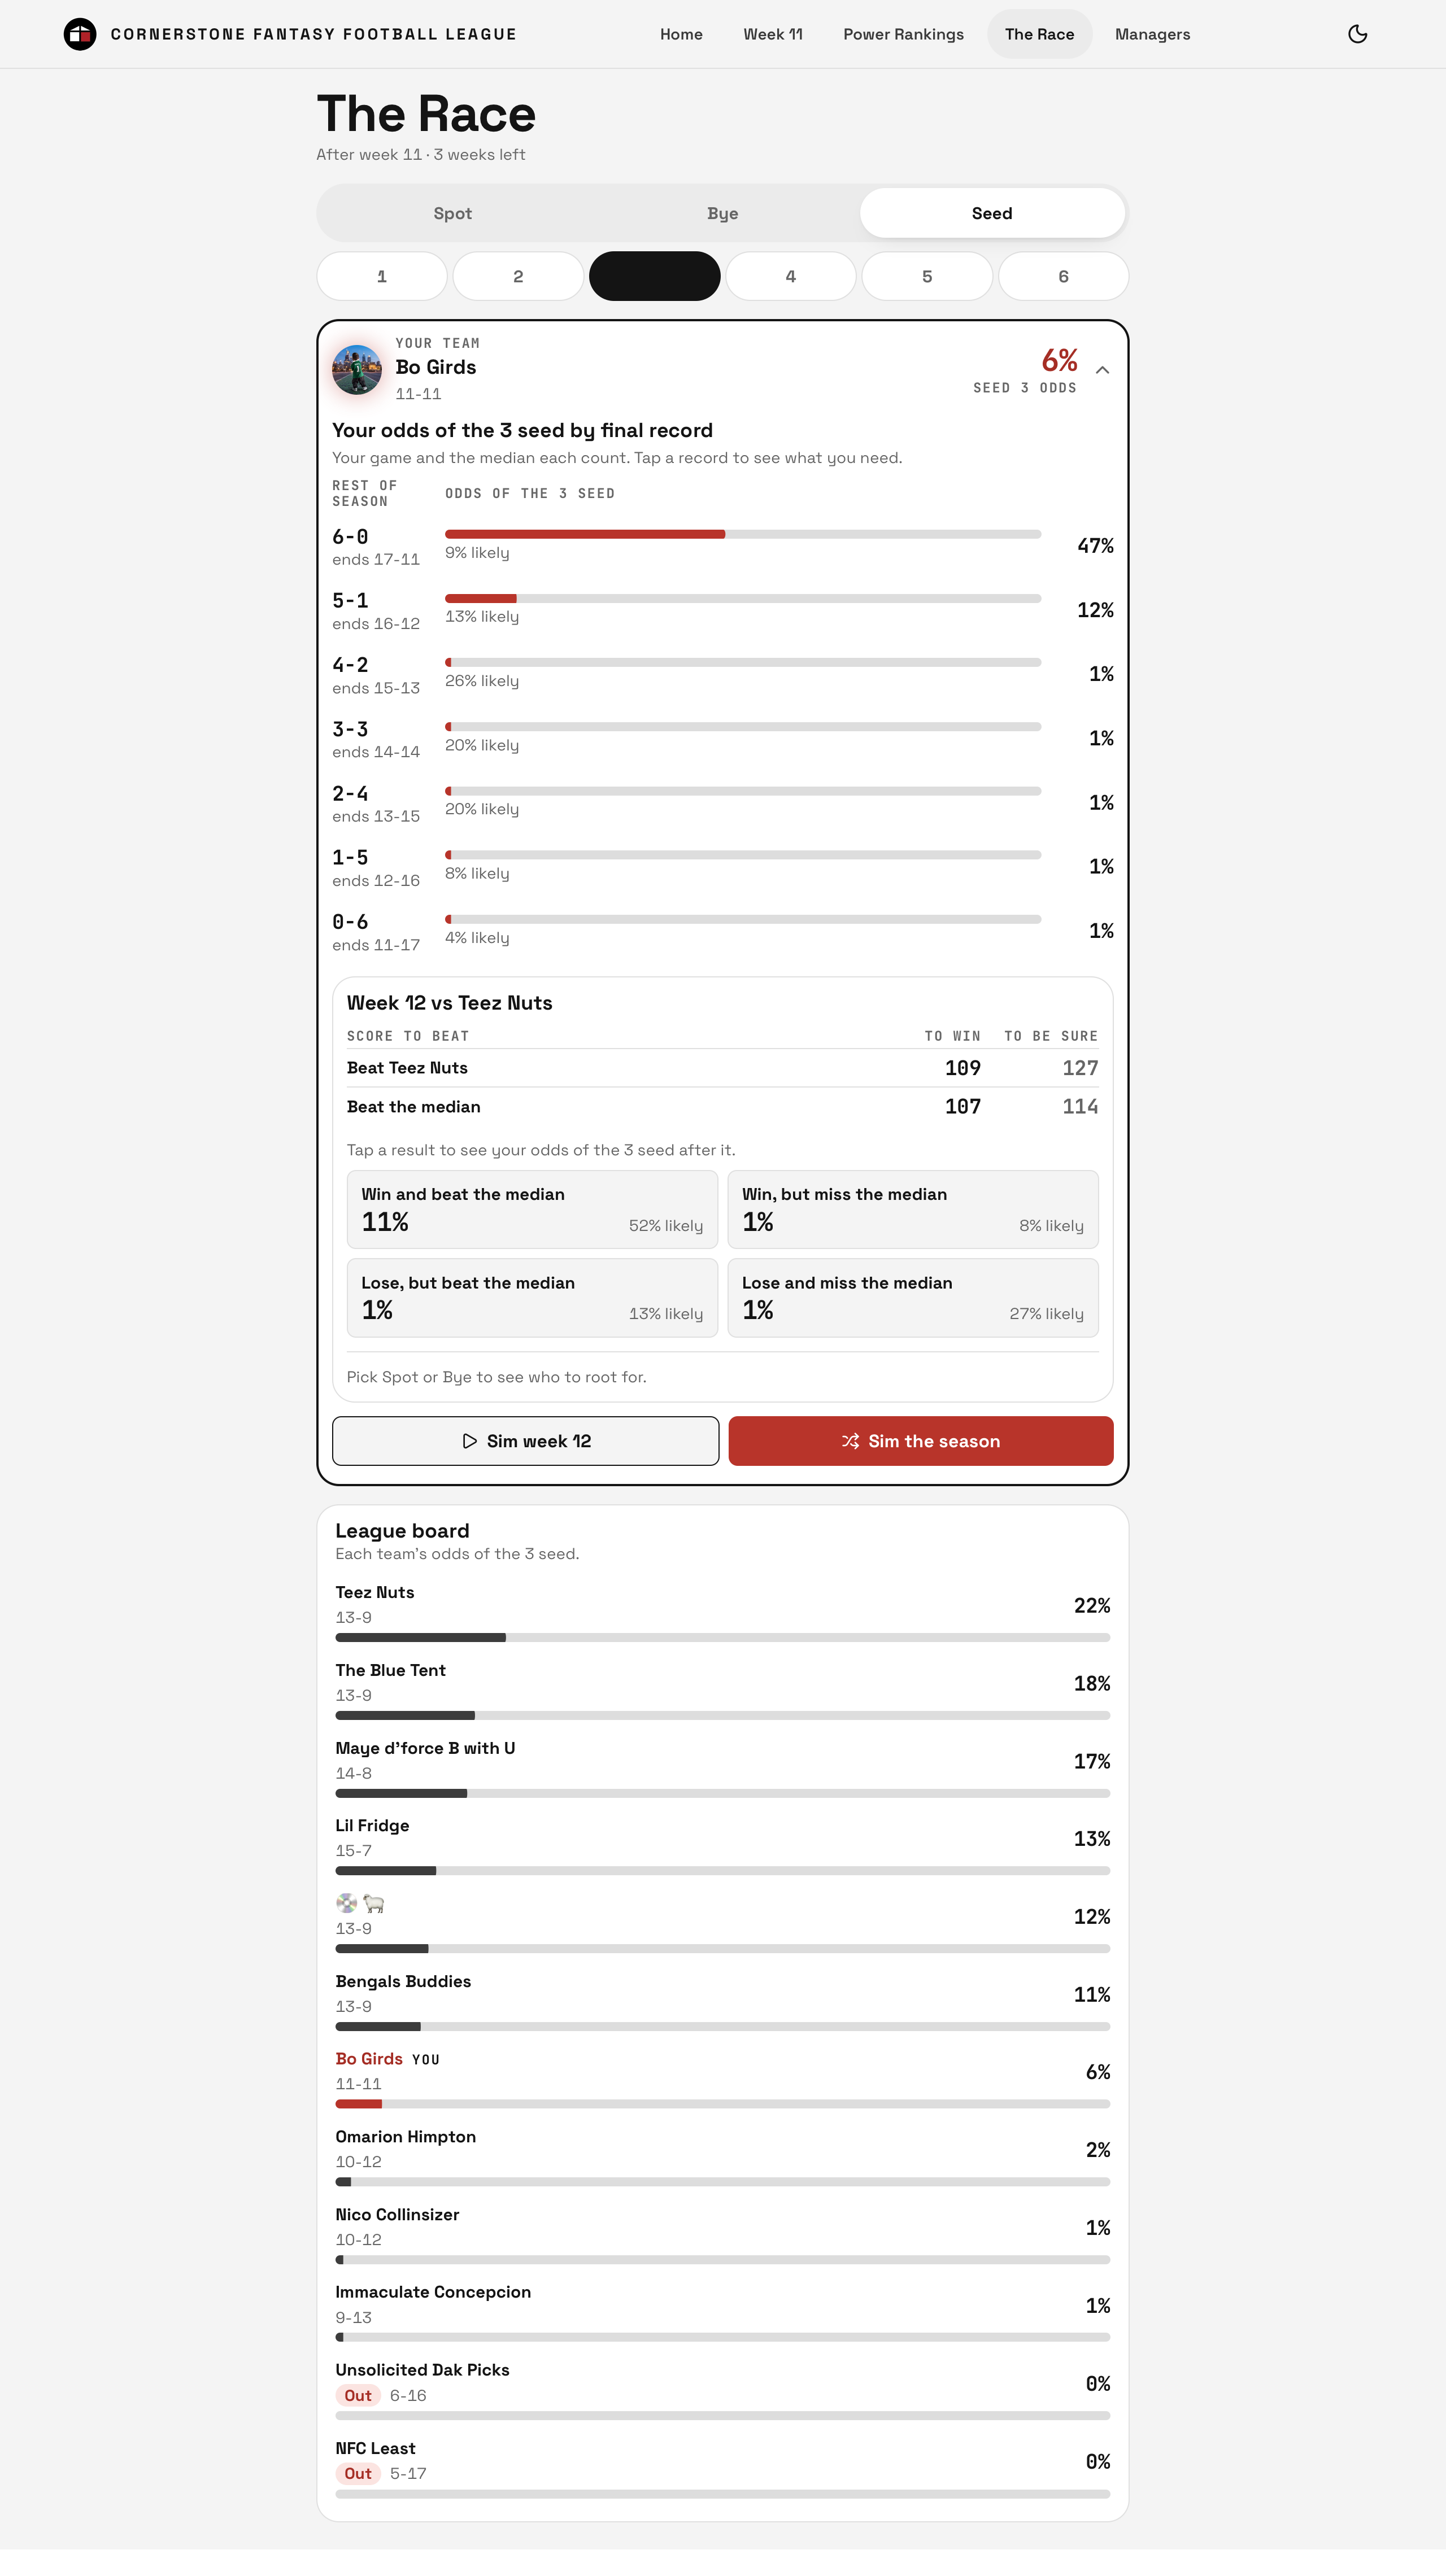 CORNERSTONE FANTASY FOOTBALL LEAGUE
Home
Week 11
Power Rankings
The Race
Managers
The Race
After week 11 · 3 weeks left
Spot
Bye
Seed
1
2
4
5
6
YOUR TEAM
Bo Girds
11-11
6%
SEED 3 ODDS
Your odds of the 3 seed by final record
Your game and the median each count. Tap a record to see what you need.
REST OF
SEASON
ODDS OF THE 3 SEED
6-0
ends 17-11
9% likely
47%
5-1
ends 16-12
13% likely
12%
4-2
ends 15-13
26% likely
1%
3-3
ends 14-14
20% likely
1%
2-4
ends 13-15
20% likely
1%
1-5
ends 12-16
8% likely
1%
0-6
ends 11-17
4% likely
1%
Week 12 vs Teez Nuts
SCORE TO BEAT
TO WIN
TO BE SURE
Beat Teez Nuts
109
127
Beat the median
107
114
Tap a result to see your odds of the 3 seed after it.
Win and beat the median
11%
52% likely
Win, but miss the median
1%
8% likely
Lose, but beat the median
1%
13% likely
Lose and miss the median
1%
27% likely
Pick Spot or Bye to see who to root for.
Sim week 12
Sim the season
League board
Each team's odds of the 3 seed.
Teez Nuts
13-9
22%
The Blue Tent
13-9
18%
Maye d'force B with U
14-8
17%
Lil Fridge
15-7
13%
💿 🐑
13-9
12%
Bengals Buddies
13-9
11%
Bo Girds YOU
11-11
6%
Omarion Himpton
10-12
2%
Nico Collinsizer
10-12
1%
Immaculate Concepcion
9-13
1%
Unsolicited Dak Picks
Out 6-16
0%
NFC Least
Out 5-17
0%